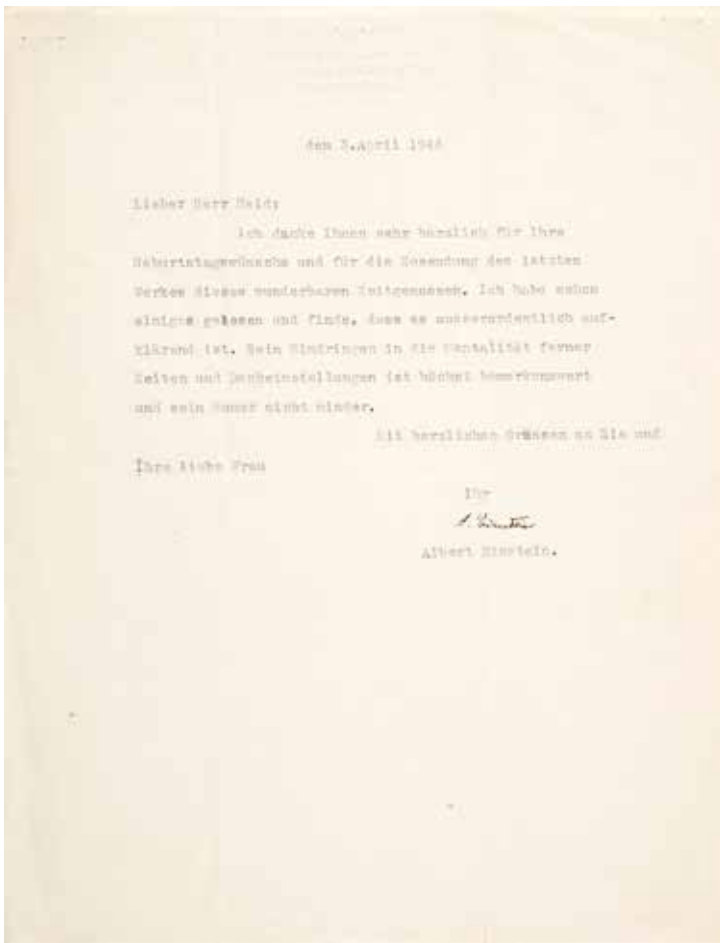 den 3.April 1946
Lieber Herr
Ich danke Ihnen sehr herzlich für Ihre
Geburtstagswünsche und für die Zusendung des letzten
Werkes dieses wunderbaren Zeitgenossen. Ich habe schon
einiges gelesen und finde, dass es ausserordentlich auf-
klärend ist. Sein Eindringen in die Mentalität ferner
Zeiten und Denkeinstellungen ist höchst bemerkenswert
und sein Humor nicht minder.
Mit herzlichen Grüssen an Sie und
Ihre liebe Frau
Ihr
A. Einstein
Albert Einstein.